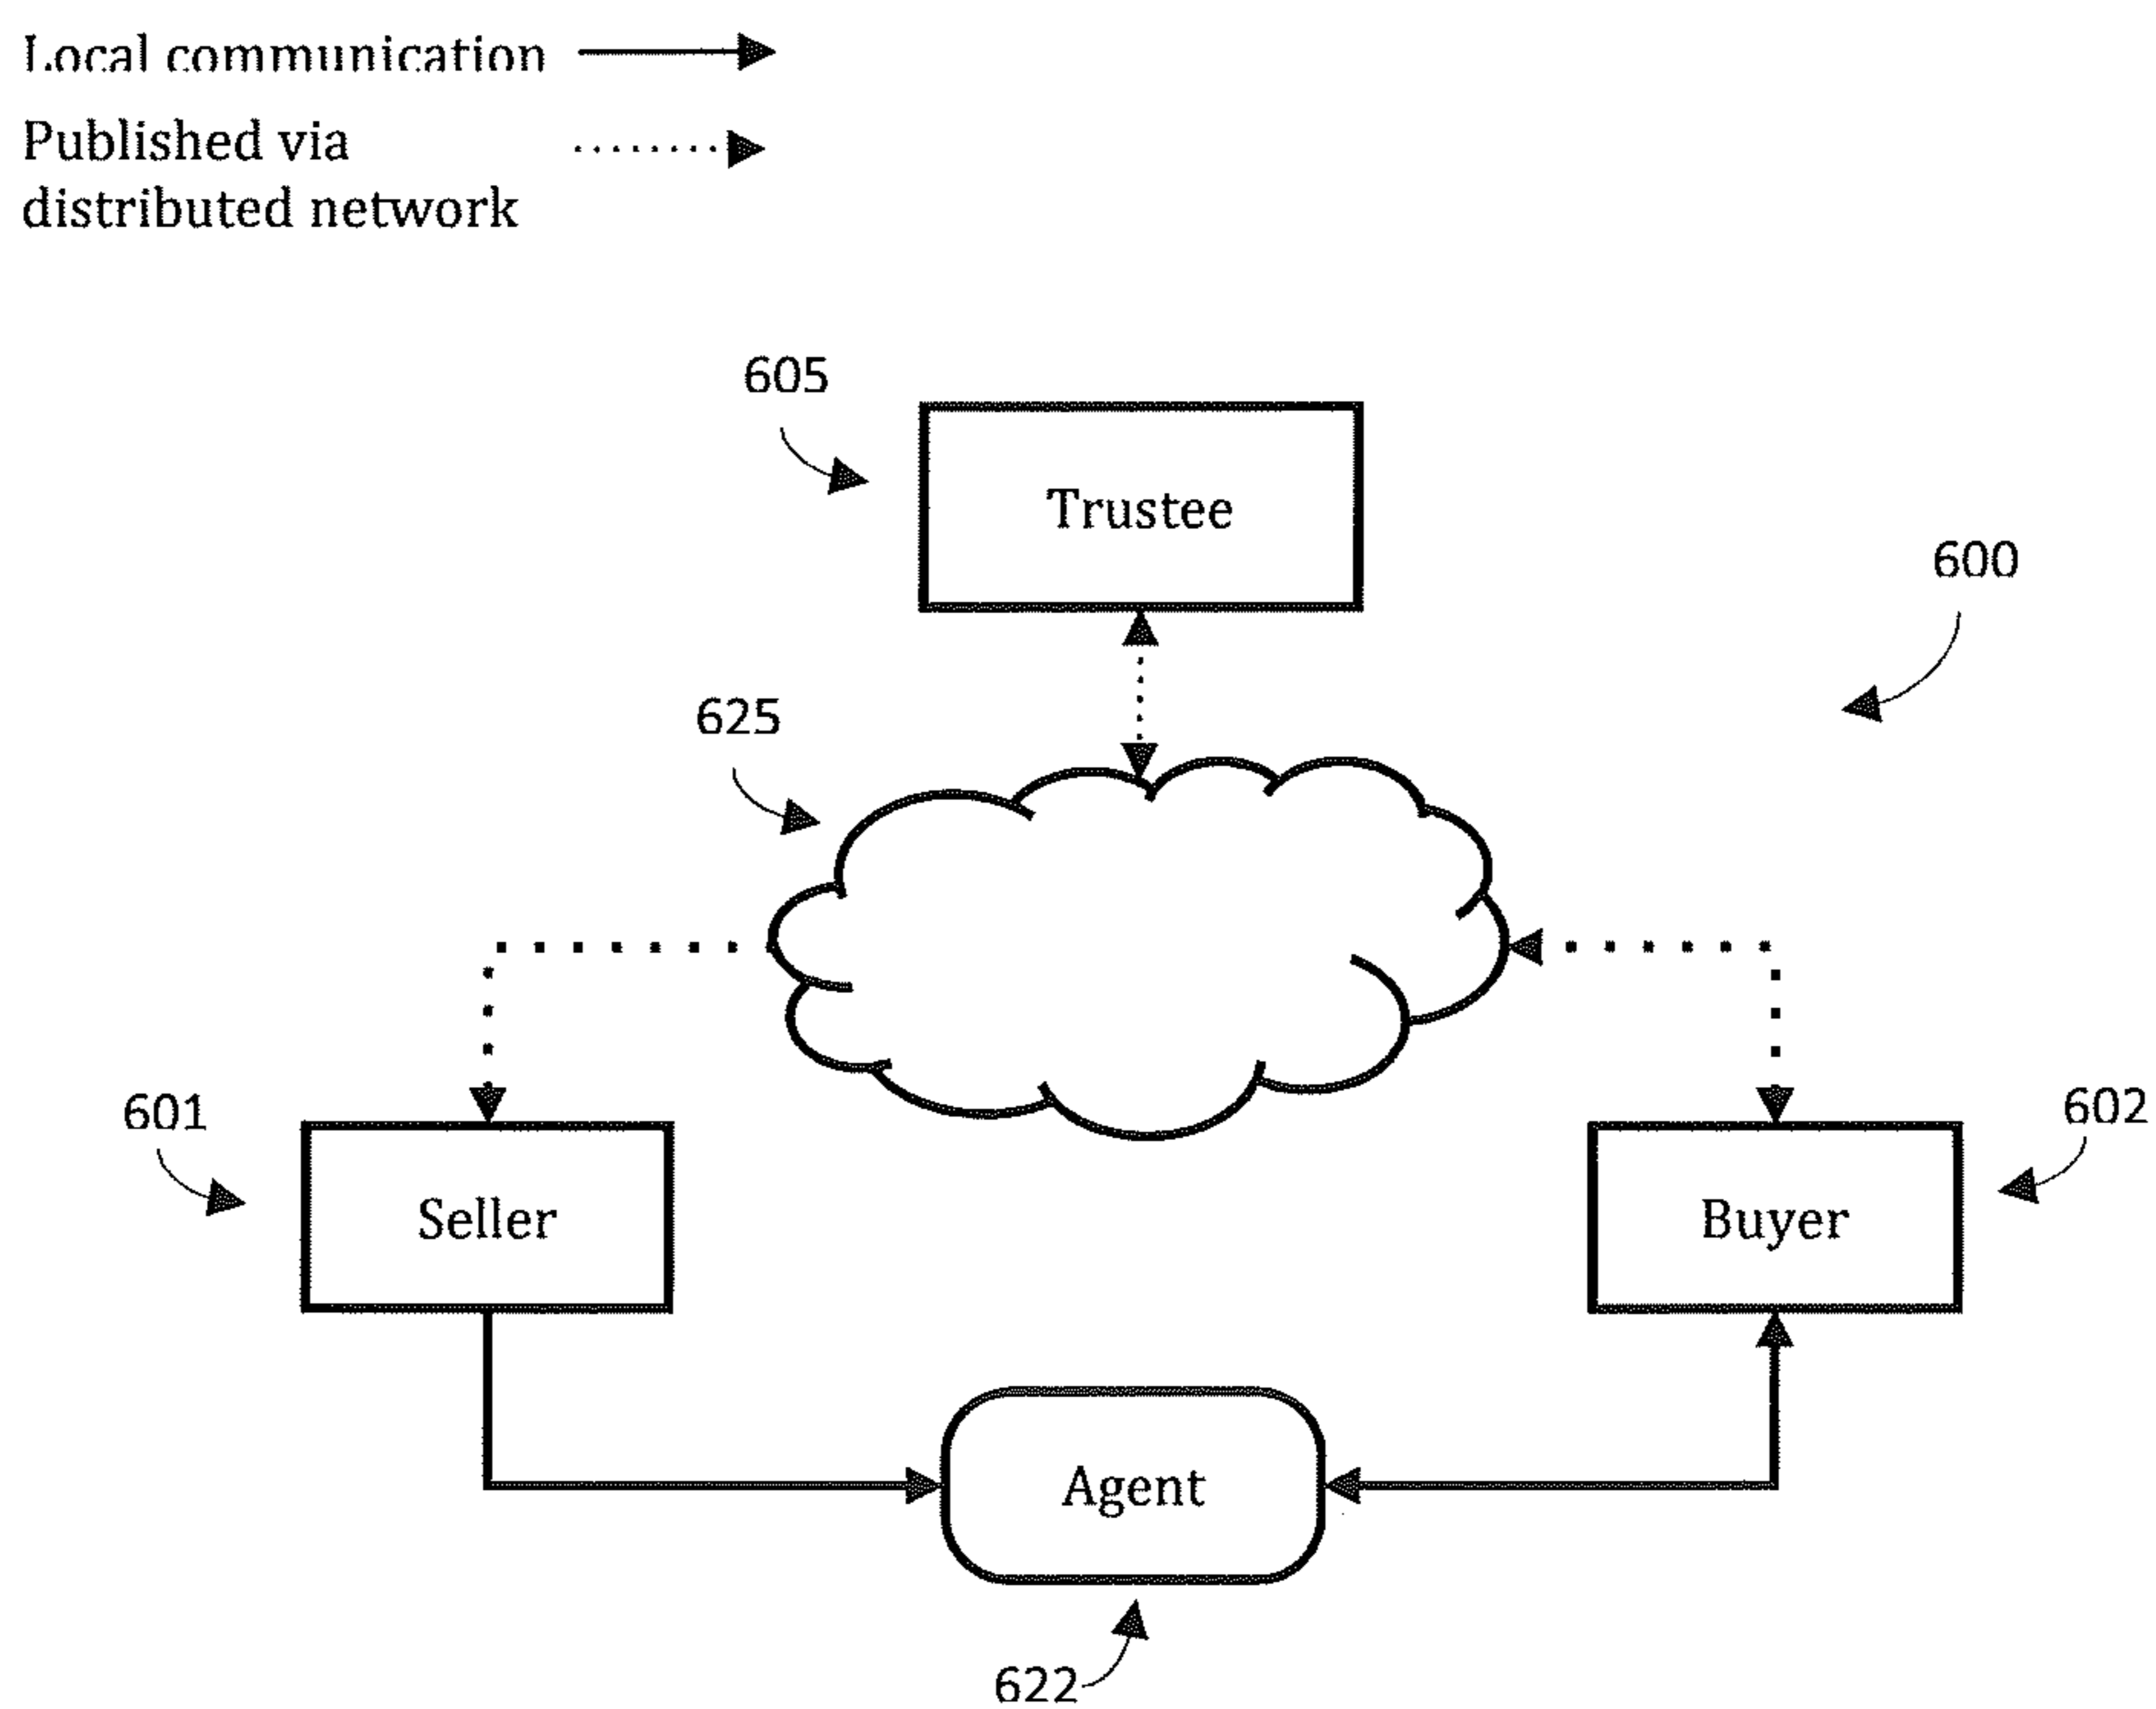 Local communication
Published via
distributed network
605
Trustee
600
625
601
602
Seller
Buyer
Agent
622